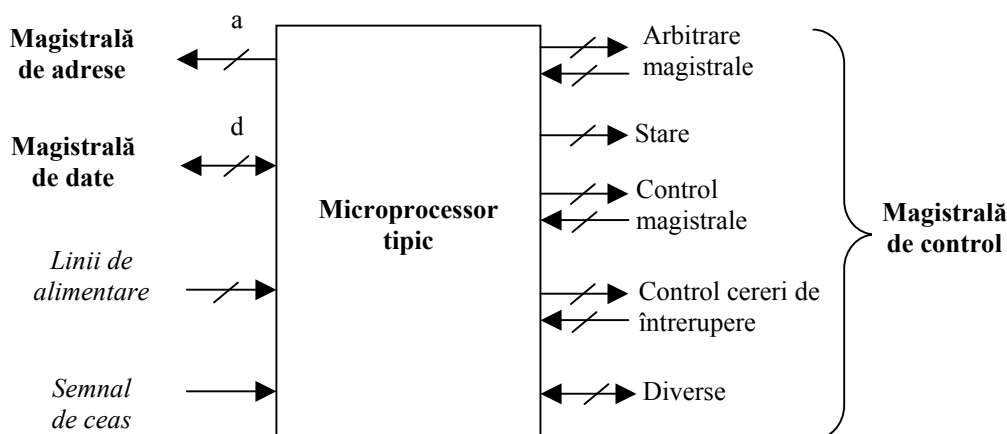 a
Magistrală
de adrese
d
Magistrală
de date
Linii de
alimentare
Semnal
de ceas
Microprocessor
tipic
Arbitrare
magistrale
Stare
Control
magistrale
Control cereri de
întrerupere
Diverse
Magistrală
de control